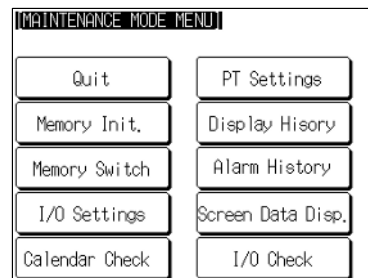 [MAINTENANCE MODE MENU]
Quit
PT Settings
Memory Init.
Display Hisory
Memory Switch
Alarm History
I/O Settings
Screen Data Disp.
Calendar Check
I/O Check